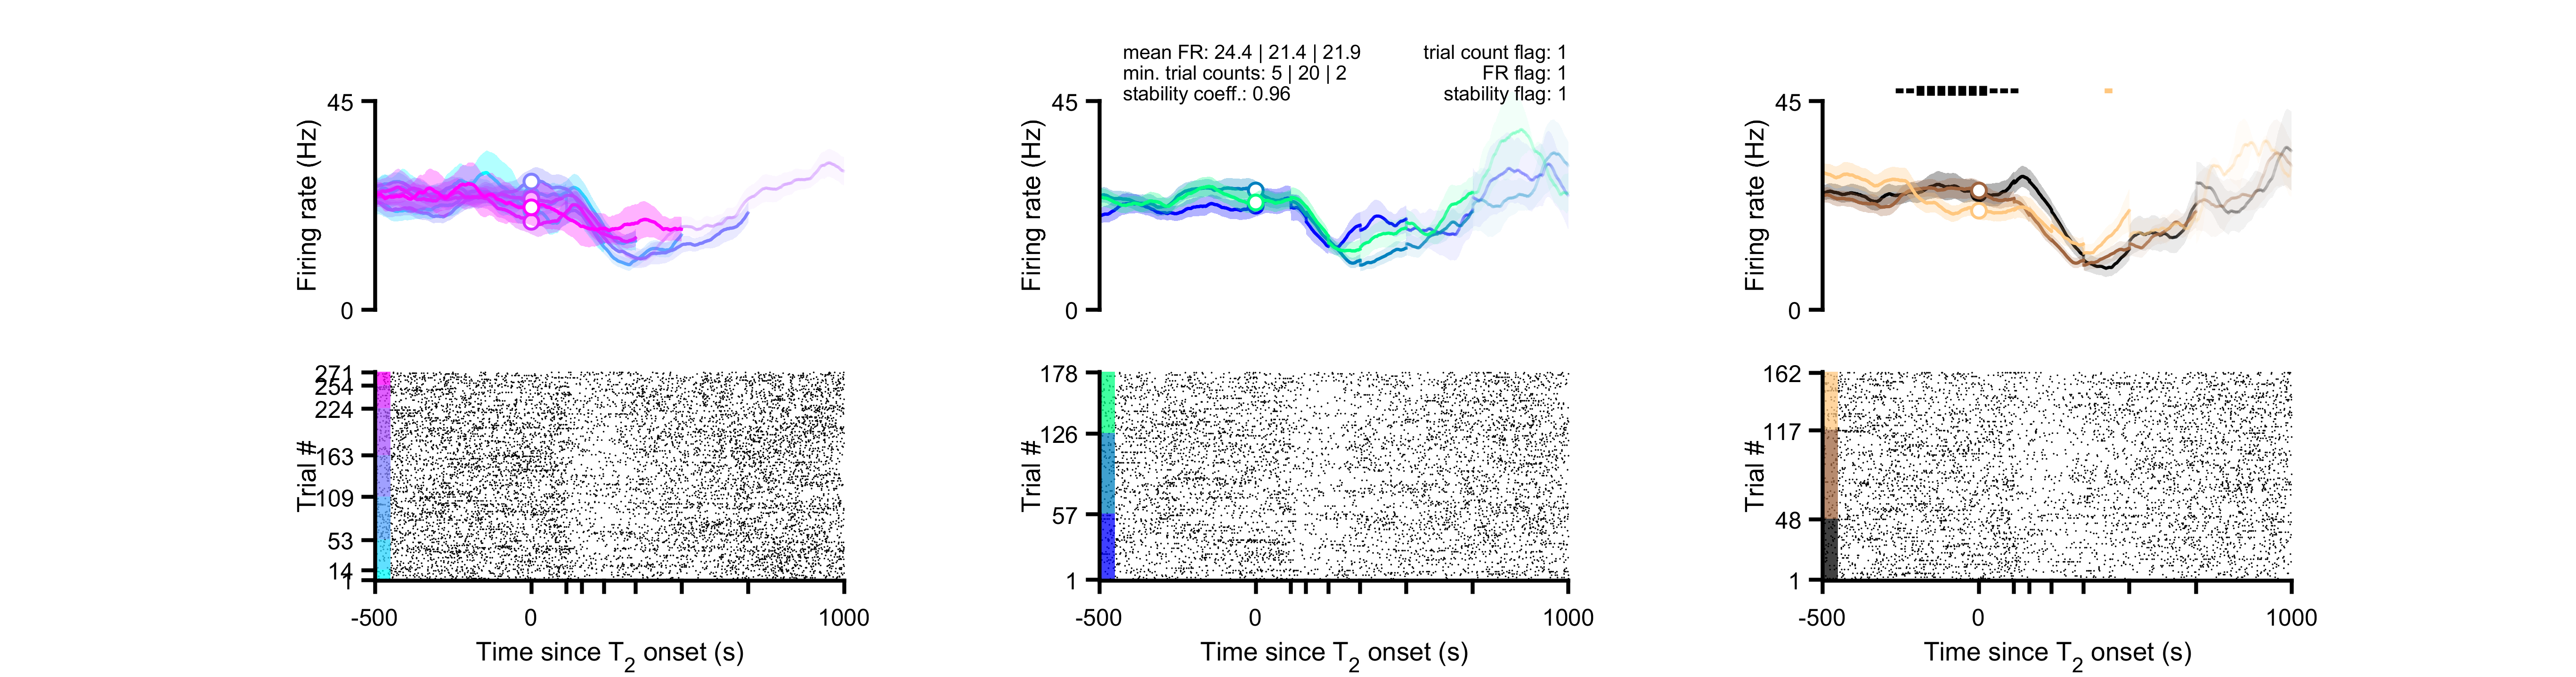 mean FR: 24.4 | 21.4 | 21.9
min. trial counts: 5 | 20 | 2
stability coeff.: 0.96
trial count flag: 1
FR flag: 1
stability flag: 1
45
Firing rate (Hz)
0
45
Firing rate (Hz)
0
45
Firing rate (Hz)
0
271
254
224
163
109
53
14
1
Trial #
-500
0
1000
Time since T2 onset (s)
178
126
57
1
Trial #
-500
0
1000
Time since T2 onset (s)
162
117
48
1
Trial #
-500
0
1000
Time since T2 onset (s)